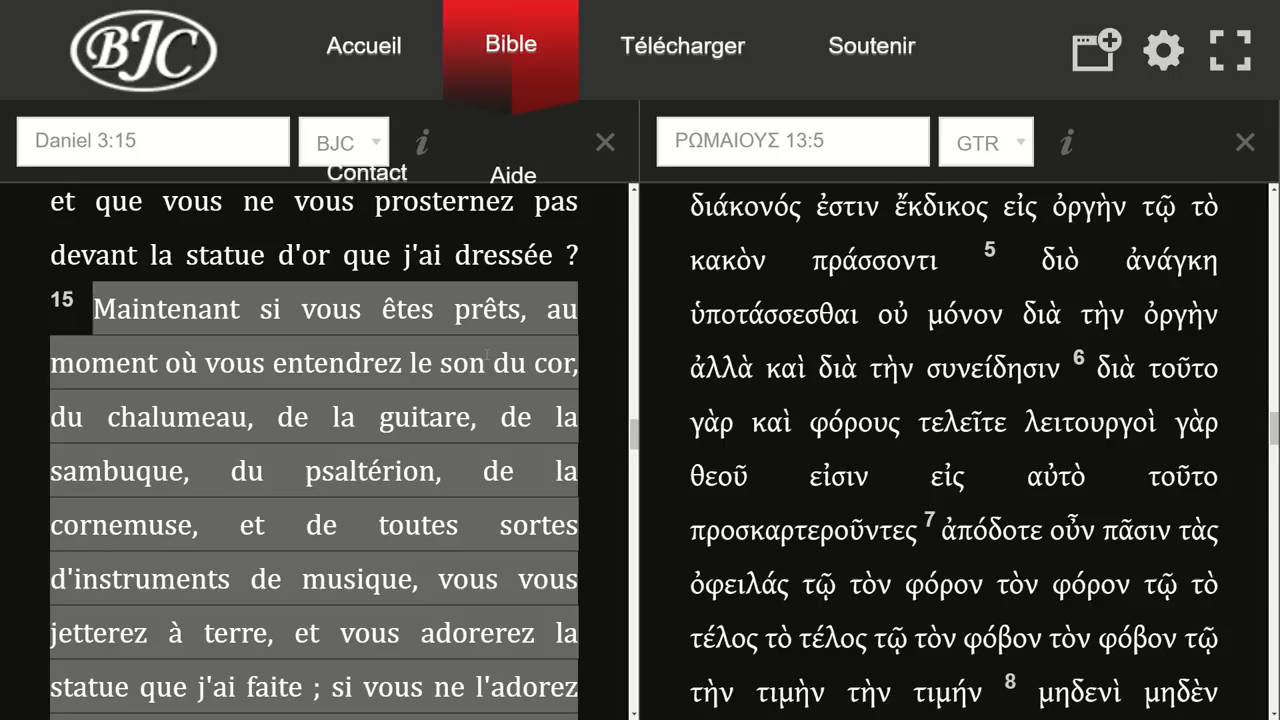 BJC
Accueil
Bible
Télécharger
Soutenir
Daniel 3:15
BJC
i
Contact
Aide
et que vous ne vous prosternez pas
devant la statue d'or que j'ai dressée ?
15 Maintenant si vous êtes prêts, au
moment où vous entendrez le son du cor,
du chalumeau, de la guitare, de la
sambuque, du psaltérion, de la
cornemuse, et de toutes sortes
d'instruments de musique, vous vous
jetterez à terre, et vous adorerez la
statue que j'ai faite ; si vous ne l'adorez
ΡΩΜΑΙΟΥΣ 13:5
GTR
i
διάκονός ἐστιν ἔκδικος εἰς ὀργὴν τῷ τὸ
κακὸν πράσσοντι 5 διὸ ἀνάγκη
ὑποτάσσεσθαι οὐ μόνον διὰ τὴν ὀργὴν
ἀλλὰ καὶ διὰ τὴν συνείδησιν 6 διὰ τοῦτο
γὰρ καὶ φόρους τελεῖτε λειτουργοὶ γὰρ
θεοῦ εἰσιν εἰς αὐτὸ τοῦτο
προσκαρτεροῦντες 7 ἀπόδοτε οὖν πᾶσιν τὰς
ὀφειλάς τῷ τὸν φόρον τὸν φόρον τῷ τὸ
τέλος τὸ τέλος τῷ τὸν φόβον τὸν φόβον τῷ
τὴν τιμὴν τὴν τιμήν 8 μηδενὶ μηδὲν